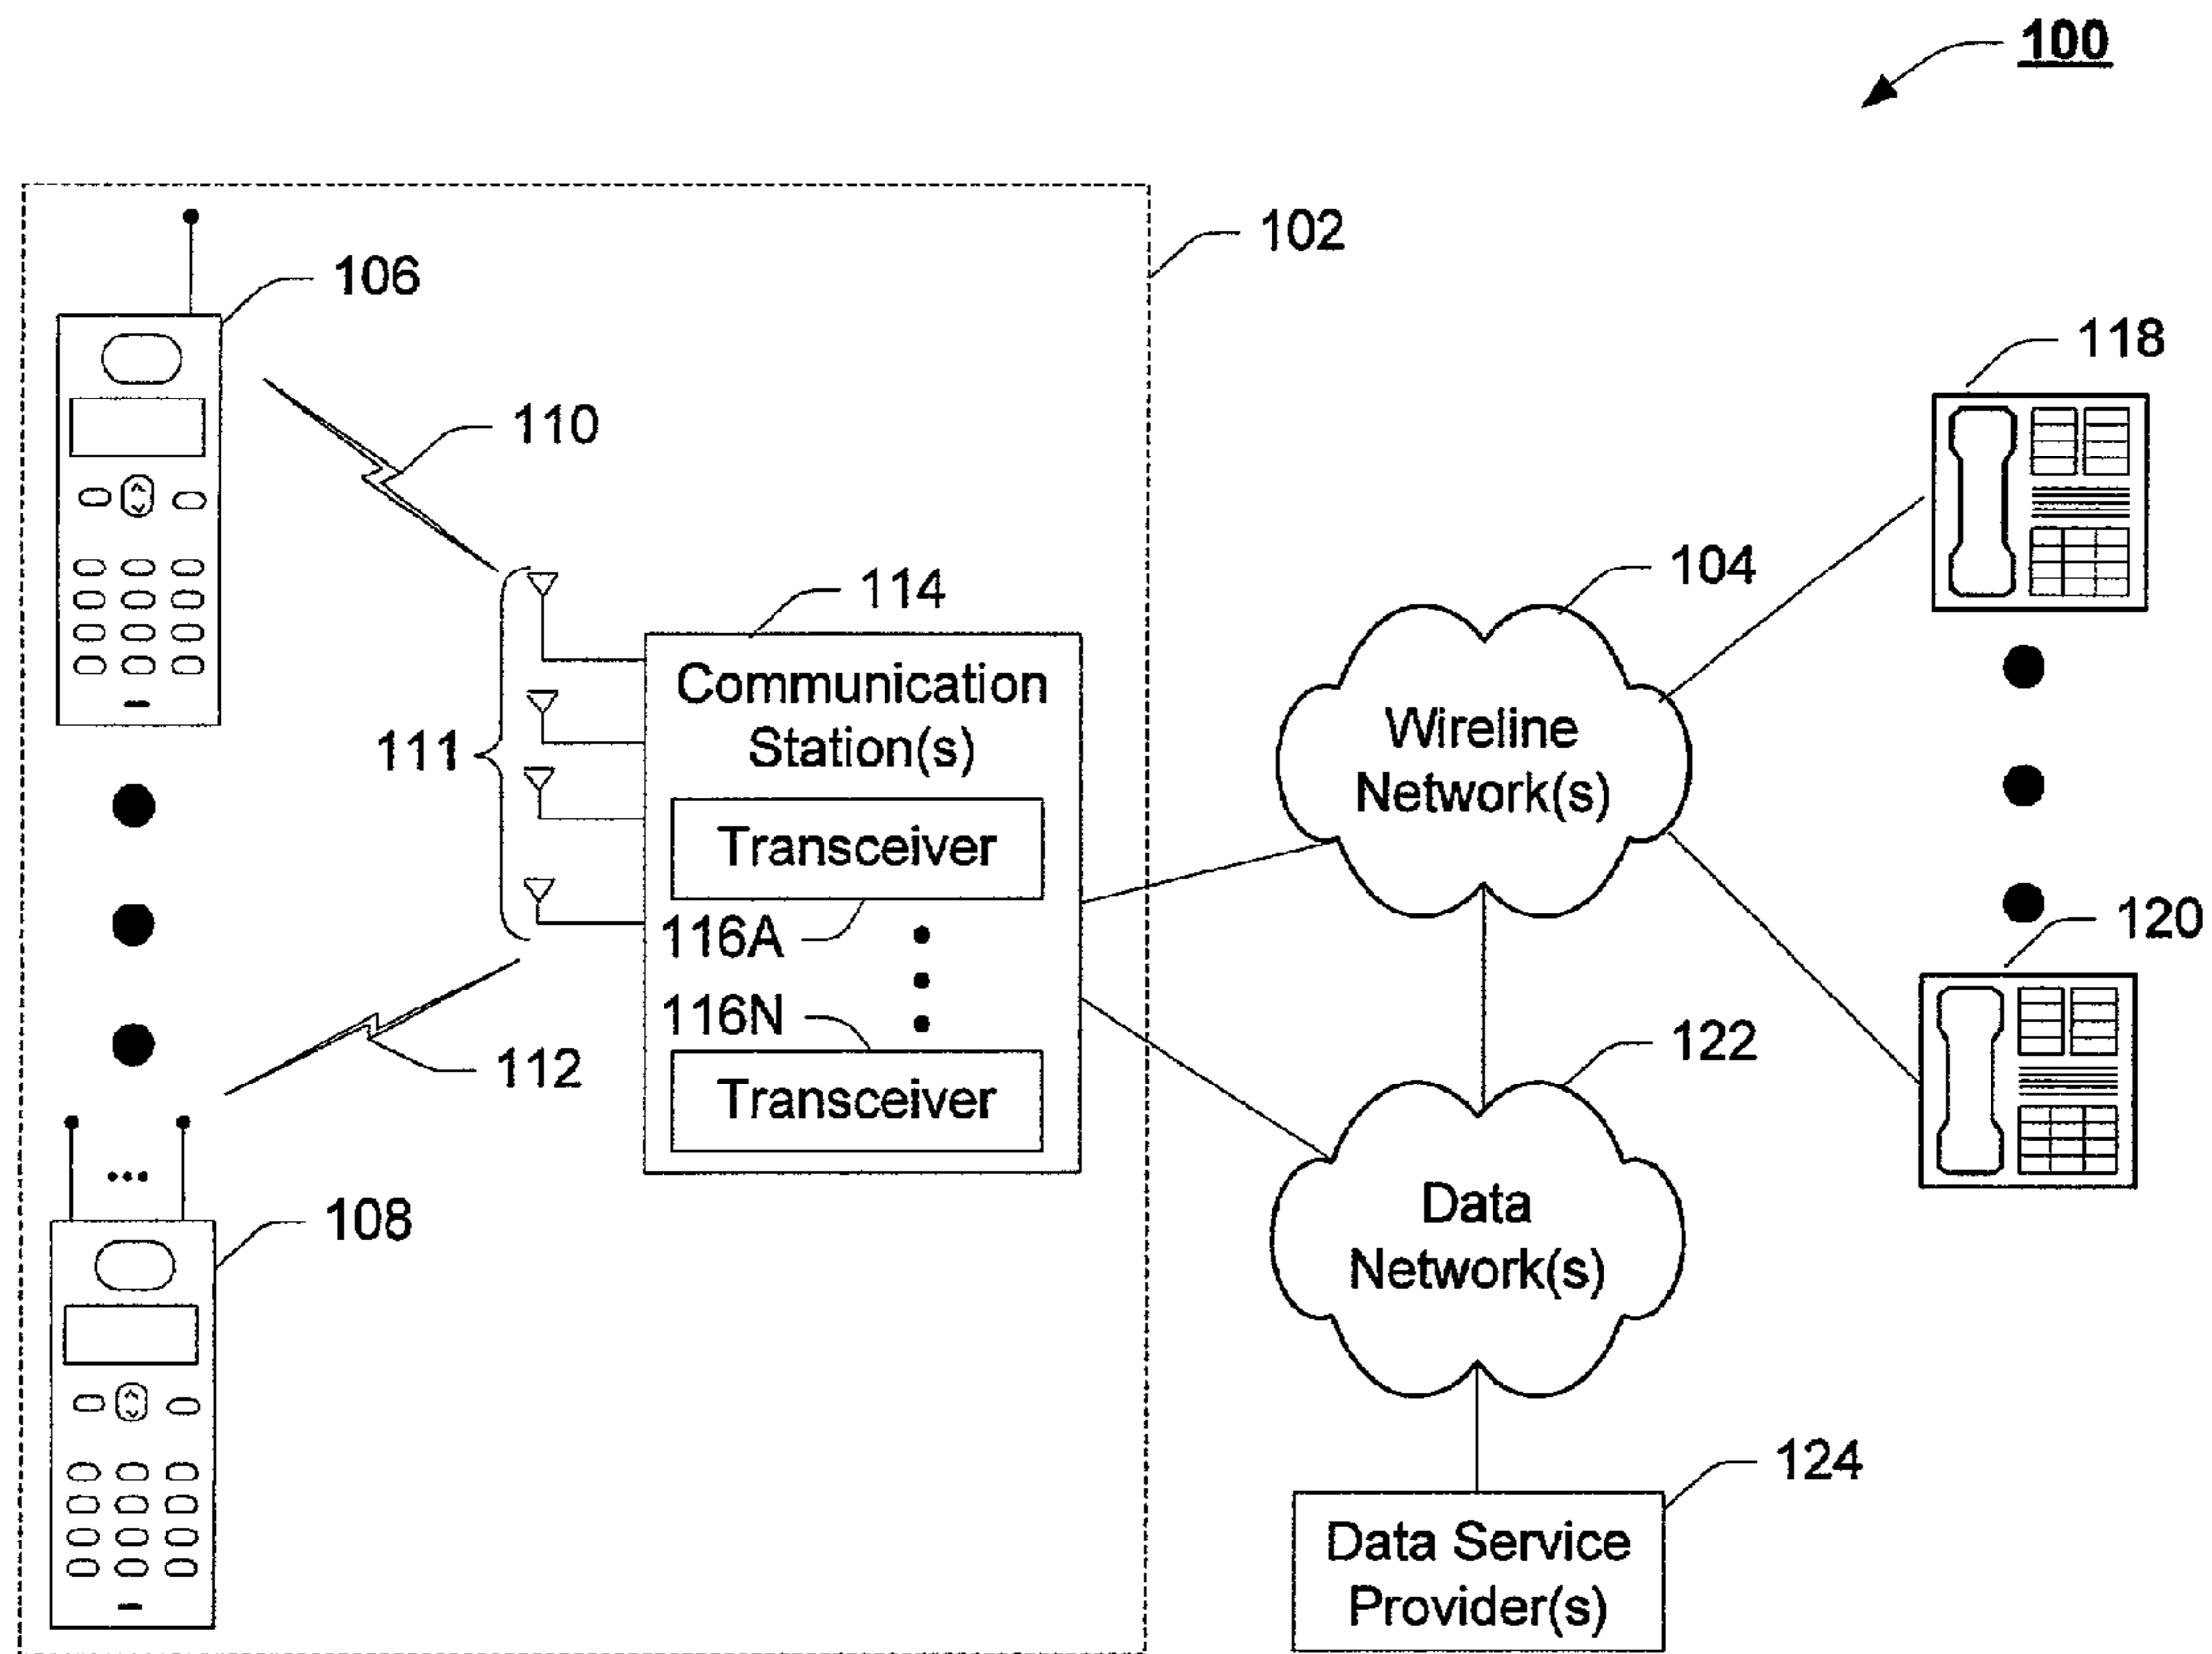 100
102
106
118
110
104
114
Communication
Station(s)
Wireline
Network(s)
111
Transceiver
116A
120
116N
122
112
Transceiver
108
Data
Network(s)
124
Data Service
Provider(s)